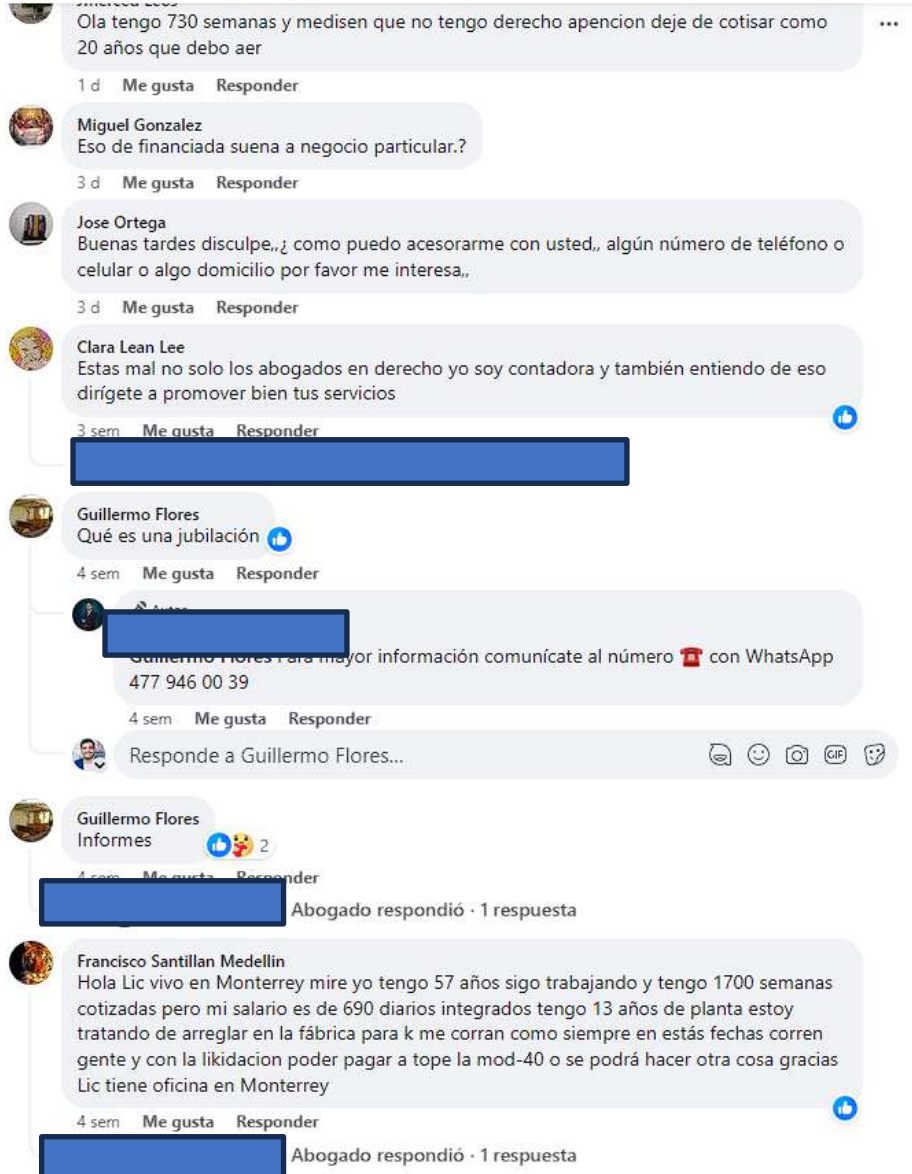 Ola tengo 730 semanas y medisen que no tengo derecho apencion deje de cotisar como
20 años que debo aer
1 d Me gusta Responder
Miguel Gonzalez
Eso de financiada suena a negocio particular.?
3 d Me gusta Responder
Jose Ortega
Buenas tardes disculpe,,¿ como puedo acesorarme con usted,, algún número de teléfono o
celular o algo domicilio por favor me interesa,,
3 d Me gusta Responder
Clara Lean Lee
Estas mal no solo los abogados en derecho yo soy contadora y también entiendo de eso
dirígete a promover bien tus servicios
3 sem Me gusta Responder
Guillermo Flores
Qué es una jubilación
4 sem Me gusta Responder
Autor
Guillermo Flores Para mayor información comunícate al número ☎️ con WhatsApp
477 946 00 39
4 sem Me gusta Responder
Responde a Guillermo Flores...
GIF
Guillermo Flores
Informes
2
4 sem Me gusta Responder
Abogado respondió · 1 respuesta
Francisco Santillan Medellin
Hola Lic vivo en Monterrey mire yo tengo 57 años sigo trabajando y tengo 1700 semanas
cotizadas pero mi salario es de 690 diarios integrados tengo 13 años de planta estoy
tratando de arreglar en la fábrica para k me corran como siempre en estás fechas corren
gente y con la likidacion poder pagar a tope la mod-40 o se podrá hacer otra cosa gracias
Lic tiene oficina en Monterrey
4 sem Me gusta Responder
Abogado respondió · 1 respuesta